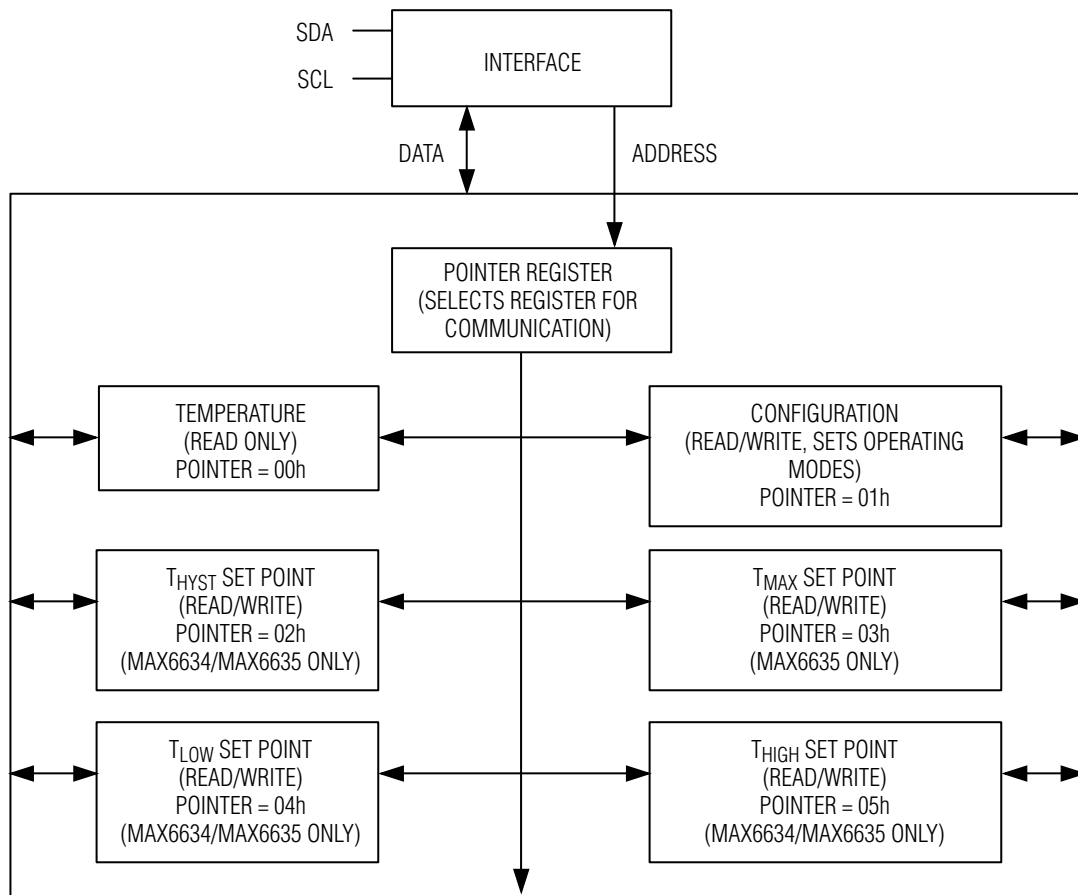 SDA
SCL
INTERFACE
DATA
ADDRESS
POINTER REGISTER
(SELECTS REGISTER FOR
COMMUNICATION)
TEMPERATURE
(READ ONLY)
POINTER = 00h
CONFIGURATION
(READ/WRITE, SETS OPERATING
MODES)
POINTER = 01h
THYST SET POINT
(READ/WRITE)
POINTER = 02h
(MAX6634/MAX6635 ONLY)
TMAX SET POINT
(READ/WRITE)
POINTER = 03h
(MAX6635 ONLY)
TLOW SET POINT
(READ/WRITE)
POINTER = 04h
(MAX6634/MAX6635 ONLY)
THIGH SET POINT
(READ/WRITE)
POINTER = 05h
(MAX6634/MAX6635 ONLY)